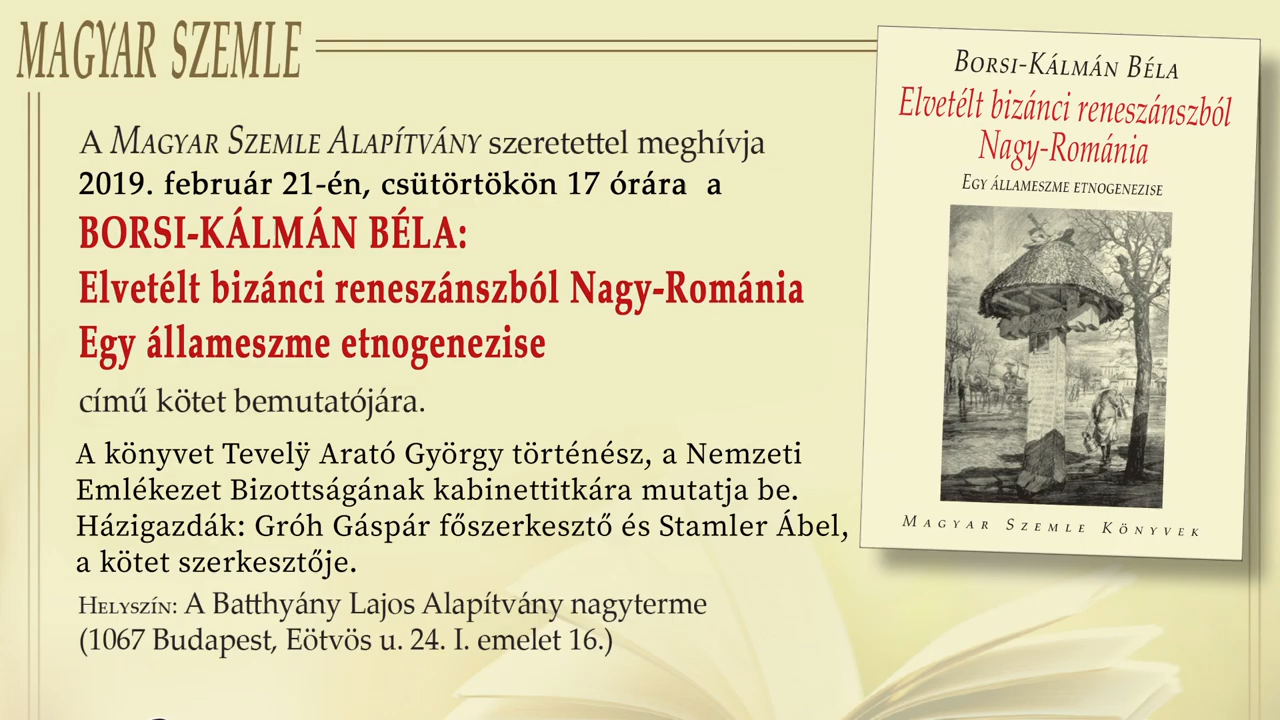 MAGYAR SZEMLE
A MAGYAR SZEMLE ALAPÍTVÁNY szeretettel meghívja
2019. február 21-én, csütörtökön 17 órára a
BORSI-KÁLMÁN BÉLA:
Elvetélt bizánci reneszánszból Nagy-Románia
Egy állameszme etnogenezise
című kötet bemutatójára.
A könyvet Tevelÿ Arató György történész, a Nemzeti
Emlékezet Bizottságának kabinettitkára mutatja be.
Házigazdák: Gróh Gáspár főszerkesztő és Stamler Ábel,
a kötet szerkesztője.
HELYSZÍN: A Batthyány Lajos Alapítvány nagyterme
(1067 Budapest, Eötvös u. 24. I. emelet 16.)
BORSI-KÁLMÁN BÉLA
Elvetélt bizánci reneszánszból
Nagy-Románia
EGY ÁLLAMESZME ETNOGENEZISE
MAGYAR SZEMLE KÖNYVEK